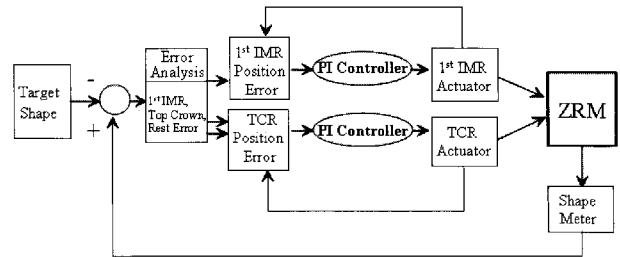 Target
Shape
-
+
Error
Analysis
1st IMR,
Top Crown,
Rest Error
1st IMR
Position
Error
TCR
Position
Error
PI Controller
PI Controller
1st IMR
Actuator
TCR
Actuator
ZRM
Shape
Meter